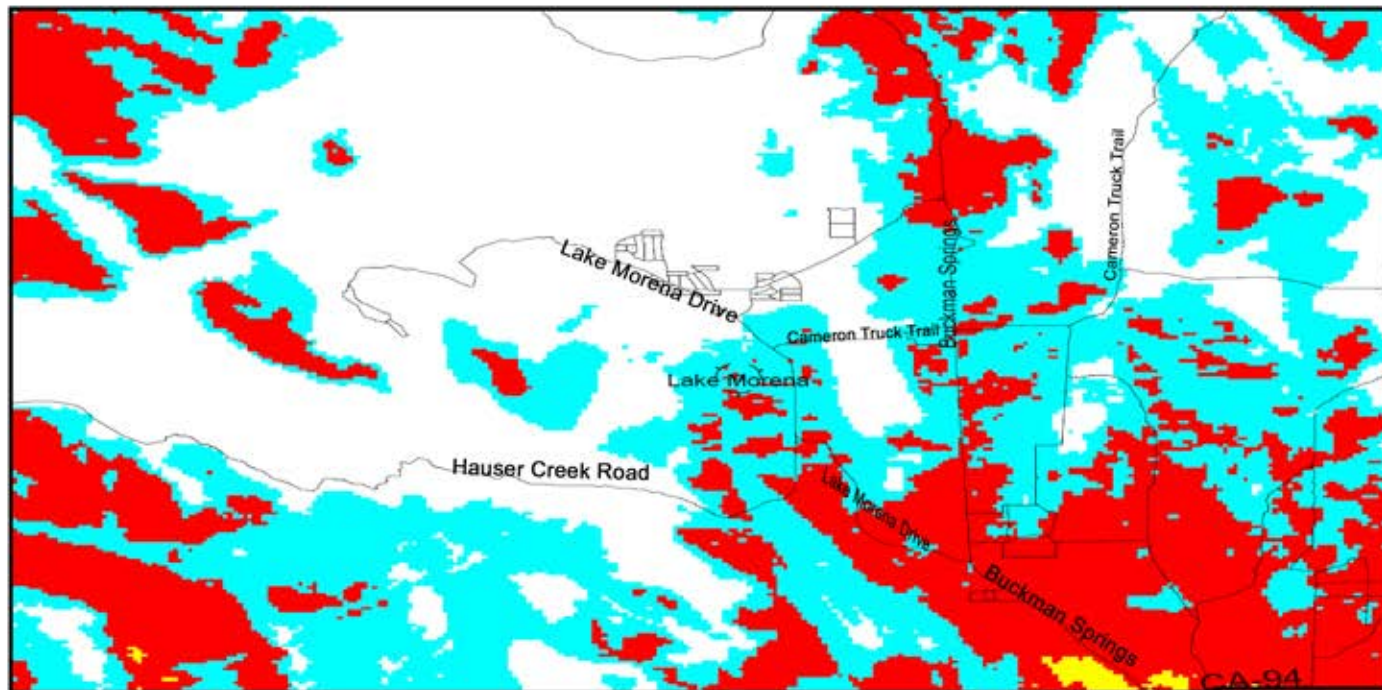 Cameron Truck Trail
Buckman Springs
Lake Morena Drive
Cameron Truck Trail
Lake Morena
Hauser Creek Road
Lake Morena Drive
Buckman Springs
CA-94